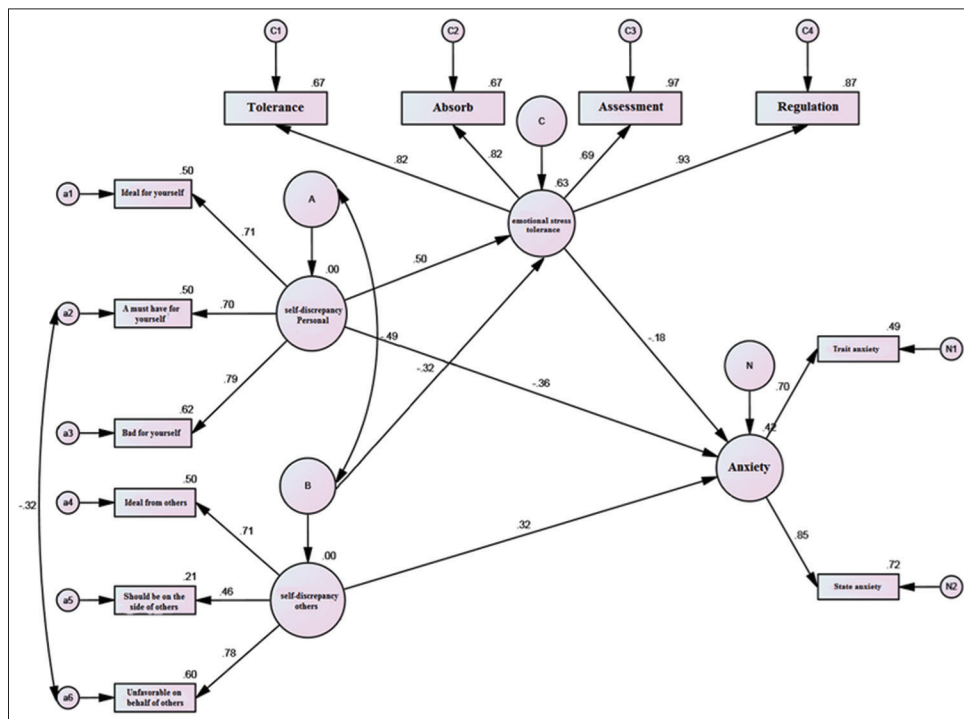 C1
C2
C3
C4
.67
.67
.97
.87
Tolerance
Absorb
Assessment
Regulation
C
.82
.82
.69
.93
.63
emotional stress
tolerance
a1
.50
Ideal for yourself
.71
A
.00
self-discrepancy
Personal
.50
a2
.50
A must have for
yourself
.70
-.49
-.32
-.18
-.36
.79
a3
.62
Bad for yourself
N
.42
Anxiety
.70
.49
Trait anxiety
N1
B
a4
.50
Ideal from others
.71
-.32
.00
self-discrepancy
others
.32
.85
a5
.21
Should be on the
side of others
.46
.72
State anxiety
N2
.78
a6
.60
Unfavorable on
behalf of others